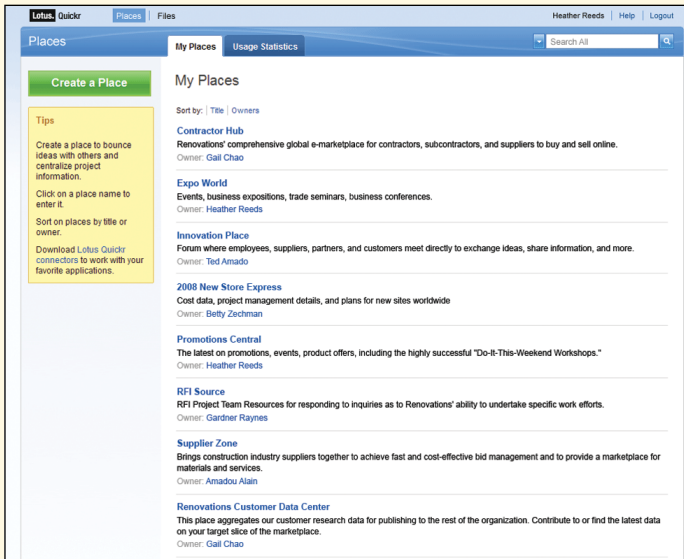 Lotus. Quickr Places Files Heather Reeds Help Logout
Places My Places Usage Statistics Search All
Create a Place
Tips
Create a place to bounce
ideas with others and
centralize project
information.
Click on a place name to
enter it.
Sort on places by title or
owner.
Download Lotus Quickr
connectors to work with your
favorite applications.
My Places
Sort by: Title Owners
Contractor Hub
Renovations' comprehensive global e-marketplace for contractors, subcontractors, and suppliers to buy and sell online.
Owner: Gail Chao
Expo World
Events, business expositions, trade seminars, business conferences.
Owner: Heather Reeds
Innovation Place
Forum where employees, suppliers, partners, and customers meet directly to exchange ideas, share information, and more.
Owner: Ted Amado
2008 New Store Express
Cost data, project management details, and plans for new sites worldwide
Owner: Betty Zechman
Promotions Central
The latest on promotions, events, product offers, including the highly successful "Do-It-This-Weekend Workshops."
Owner: Heather Reeds
RFI Source
RFI Project Team Resources for responding to inquiries as to Renovations' ability to undertake specific work efforts.
Owner: Gardner Raynes
Supplier Zone
Brings construction industry suppliers together to achieve fast and cost-effective bid management and to provide a marketplace for
materials and services.
Owner: Amadou Alain
Renovations Customer Data Center
This place aggregates our customer research data for publishing to the rest of the organization. Contribute to or find the latest data
on your target slice of the marketplace.
Owner: Gail Chao